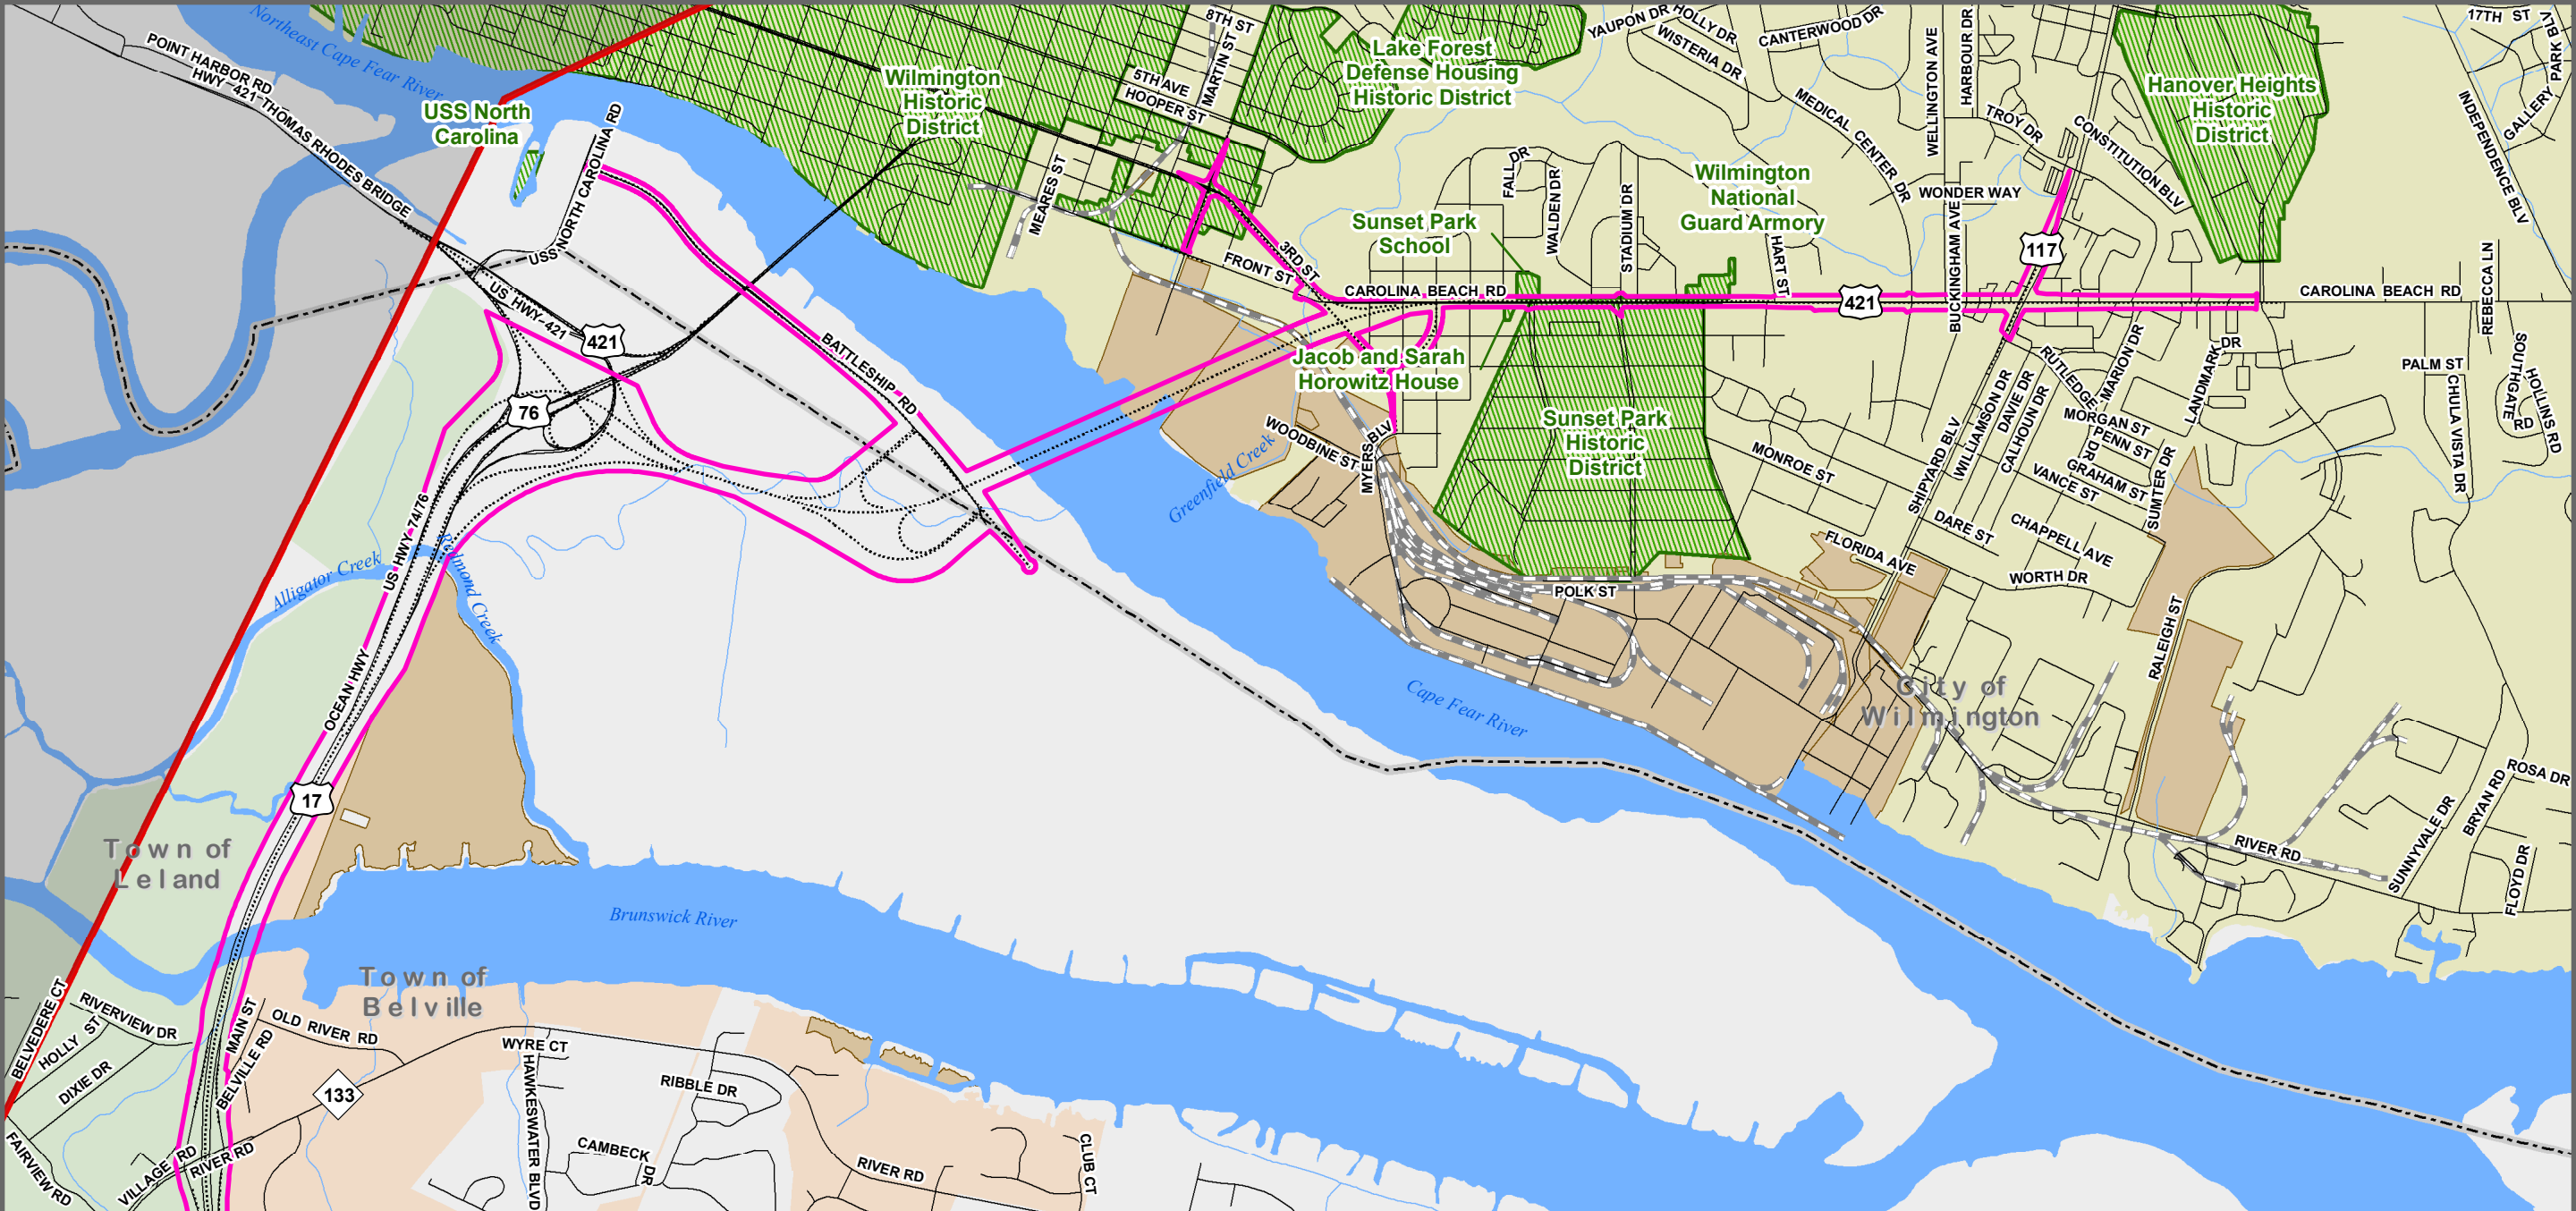 Northeast Cape Fear River
POINT HARBOR RD
HWY-421-THOMAS RHODES BRIDGE
USS North
Carolina
USS NORTH CAROLINA RD
Wilmington
Historic
District
8TH ST
MARTIN ST
5TH AVE
HOOPER ST
MEARES ST
Lake Forest
Defense Housing
Historic District
YAUPON DR
HOLLY DR
WISTERIA DR
CANTERWOOD DR
WELLINGTON AVE
HARBOUR DR
TROY DR
CONSTITUTION BLV
Hanover Heights
Historic
District
17TH ST
PARK BLV
GALLERY
INDEPENDENCE BLV
MEDICAL CENTER DR
WONDER WAY
BUCKINGHAM AVE
FALL DR
WALDEN DR
STADIUM DR
Wilmington
National
Guard Armory
HART ST
Sunset Park
School
3RD ST
FRONT ST
CAROLINA BEACH RD
421
117
CAROLINA BEACH RD
REBECCA LN
US HWY-421
421
76
BATTLESHIP RD
Jacob and Sarah
Horowitz House
Sunset Park
Historic
District
WOODBINE ST
MYERS BLV
Greenfield Creek
MONROE ST
SHIPYARD BLV
WILLIAMSON DR
DAVIE DR
CALHOUN DR
RUTLEDGE DR
MARION DR
LANDMARK DR
MORGAN ST
PENN ST
GRAHAM ST
VANCE ST
SUMTER DR
DARE ST
CHAPPELL AVE
FLORIDA AVE
WORTH DR
PALM ST
CHULA VISTA DR
SOUTHGATE RD
HOLLINS RD
US HWY 74/76
Alligator Creek
Redmond Creek
OCEAN HWY
17
POLK ST
RALEIGH ST
Cape Fear River
City of
Wilmington
ROSA DR
BRYAN RD
SUNNYVALE DR
RIVER RD
FLOYD DR
Town of
Leland
Brunswick River
Town of
Belville
BELVEDERE CT
RIVERVIEW DR
HOLLY ST
DIXIE DR
MAIN ST
BELVILLE RD
OLD RIVER RD
133
WYRE CT
HAWKESWATER BLVD
RIBBLE DR
CAMBECK DR
RIVER RD
CLUB CT
FAIRVIEW RD
VILLAGE RD
RIVER RD